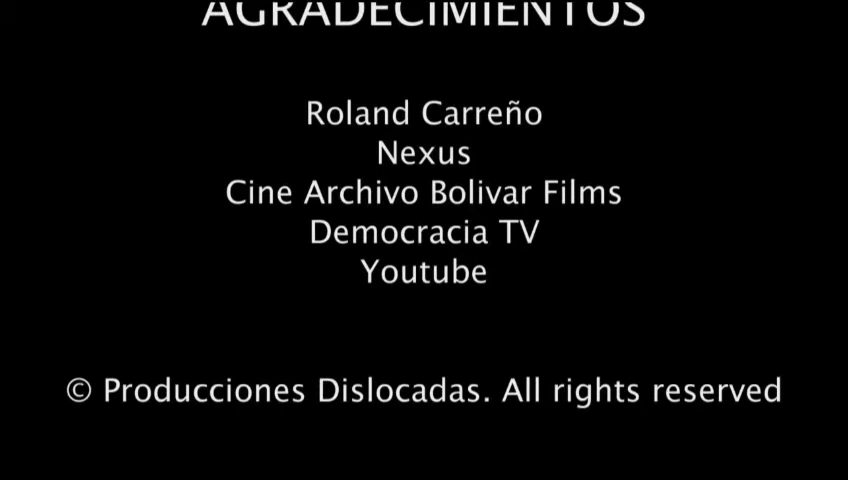 AGRADECIMIENTOS
Roland Carreño
Nexus
Cine Archivo Bolivar Films
Democracia TV
Youtube
© Producciones Dislocadas. All rights reserved